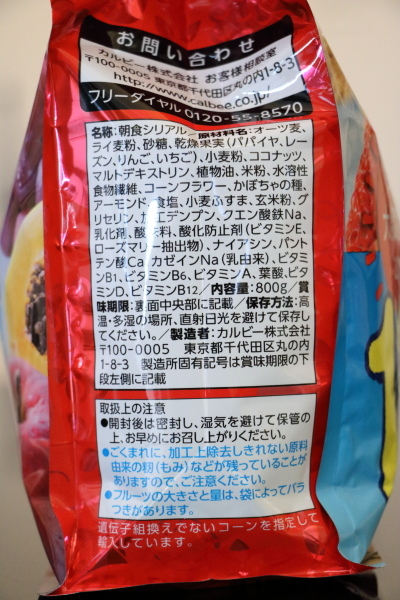 お問い合わせ
カルビー株式会社 お客様相談室
〒100-0005 東京都千代田区丸の内1-8-3
http://www.calbee.co.jp/
フリーダイヤル 0120-55-8570
名称：朝食シリアル／原材料名：オーツ麦、
ライ麦粉、砂糖、乾燥果実（パパイヤ、レー
ズン、りんご、いちご）、小麦粉、ココナッツ、
マルトデキストリン、植物油、米粉、水溶性
食物繊維、コーンフラワー、かぼちゃの種、
アーモンド、食塩、小麦ふすま、玄米粉、グ
リセリン、加工デンプン、クエン酸鉄Na、
乳化剤、酸味料、酸化防止剤（ビタミンE、
ローズマリー抽出物）、ナイアシン、パント
テン酸Ca、カゼインNa（乳由来）、ビタミ
ンB1、ビタミンB6、ビタミンA、葉酸、ビタ
ミンD、ビタミンB12／内容量：800g／賞
味期限：裏面中央部に記載／保存方法：高
温・多湿の場所、直射日光を避けて保存し
てください。／製造者：カルビー株式会社
〒100-0005 東京都千代田区丸の内
1-8-3 製造所固有記号は賞味期限の下
段左側に記載
取扱上の注意
●開封後は密封し、湿気を避けて保管の
上、お早めにお召し上がりください。
●ごくまれに、加工上除去しきれない原料
由来の籾（もみ）などが残っていることが
ありますので、ご注意ください。
●フルーツの大きさと量は、袋によってバラ
つきがあります。
遺伝子組換えでないコーンを指定して
輸入しています。